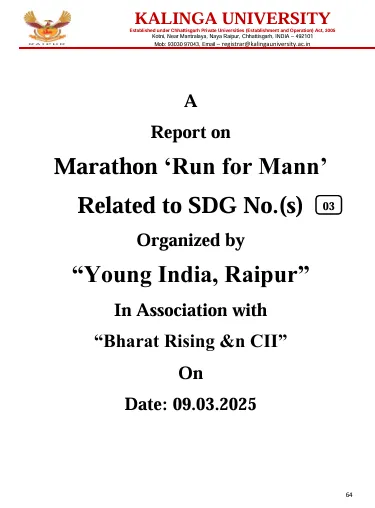 KALINGA UNIVERSITY
Established under Chhattisgarh Private Universities (Establishment and Operation) Act, 2005
Kotni, Near Mantralaya, Naya Raipur, Chhattisgarh, INDIA – 492101
Mob: 93030 97043, Email – registrar@kalingauniversity.ac.in
RAIPUR
A
Report on
Marathon ‘Run for Mann’
Related to SDG No.(s) 03
Organized by
“Young India, Raipur”
In Association with
“Bharat Rising &n CII”
On
Date: 09.03.2025
64